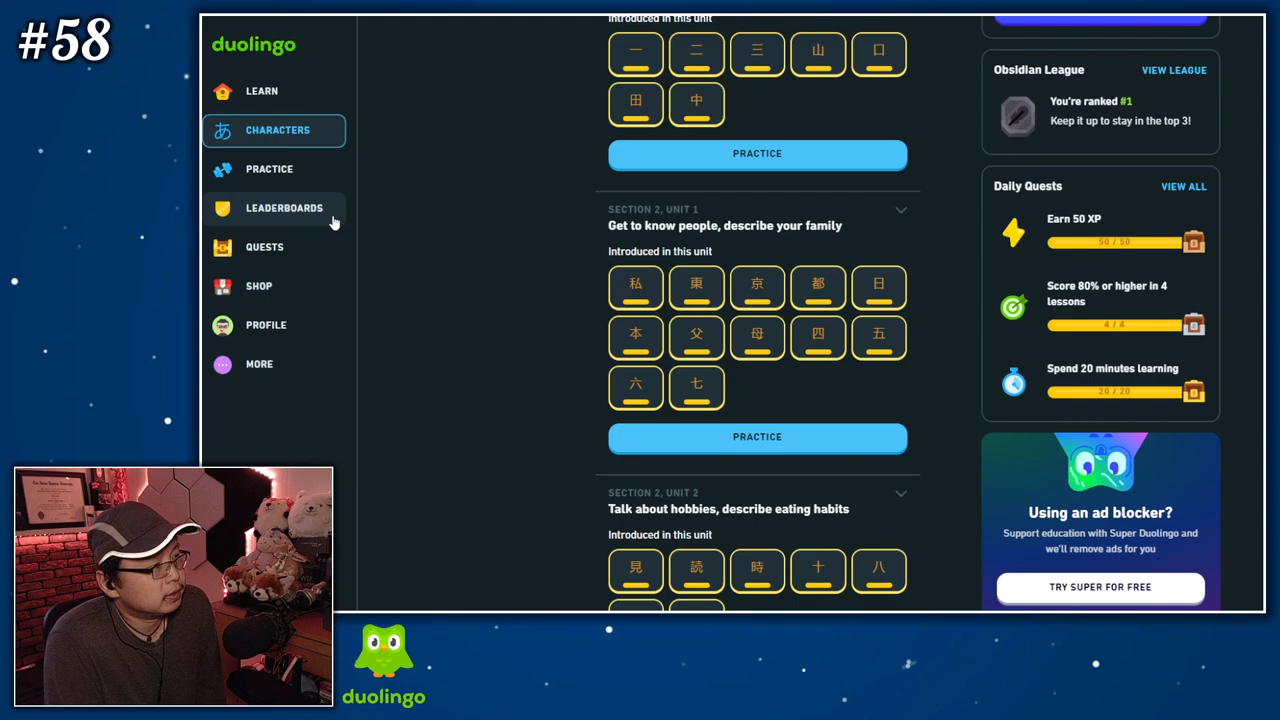 #58
duolingo
LEARN
あ CHARACTERS
PRACTICE
LEADERBOARDS
QUESTS
SHOP
PROFILE
MORE
Introduced in this unit
一 二 三 山 口
田 中
PRACTICE
SECTION 2, UNIT 1
Get to know people, describe your family
Introduced in this unit
私 東 京 都 日
本 父 母 四 五
六 七
PRACTICE
SECTION 2, UNIT 2
Talk about hobbies, describe eating habits
Introduced in this unit
見 読 時 十 八
Obsidian League VIEW LEAGUE
You're ranked #1
Keep it up to stay in the top 3!
Daily Quests VIEW ALL
Earn 50 XP
50 / 50
Score 80% or higher in 4
lessons
4 / 4
Spend 20 minutes learning
20 / 20
Using an ad blocker?
Support education with Super Duolingo and
we'll remove ads for you
TRY SUPER FOR FREE
duolingo